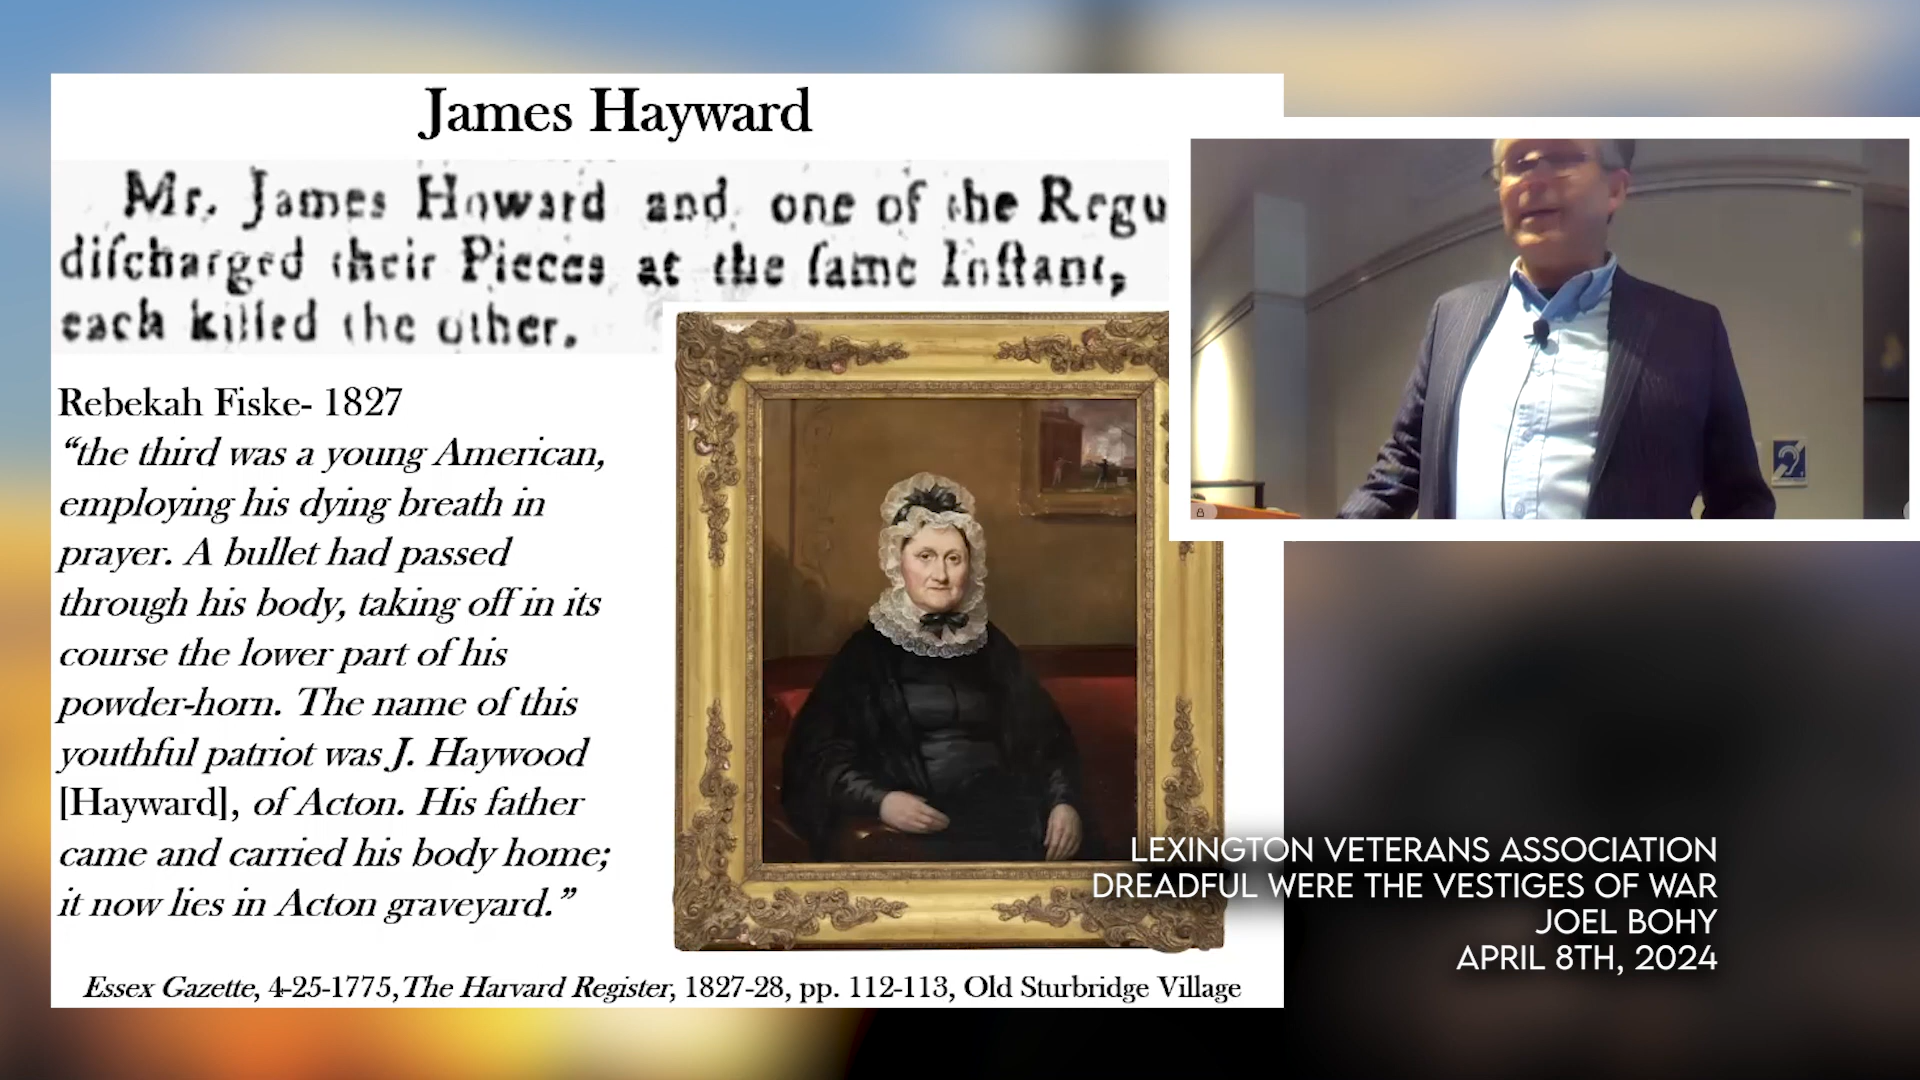 James Hayward
Mr. James Howard and one of the Regu
diſcharged their Pieces at the ſame Inſtant,
each killed the other.
Rebekah Fiske- 1827
“the third was a young American,
employing his dying breath in
prayer. A bullet had passed
through his body, taking off in its
course the lower part of his
powder-horn. The name of this
youthful patriot was J. Haywood
[Hayward], of Acton. His father
came and carried his body home;
it now lies in Acton graveyard.”
Essex Gazette, 4-25-1775, The Harvard Register, 1827-28, pp. 112-113, Old Sturbridge Village
LEXINGTON VETERANS ASSOCIATION
DREADFUL WERE THE VESTIGES OF WAR
JOEL BOHY
APRIL 8TH, 2024